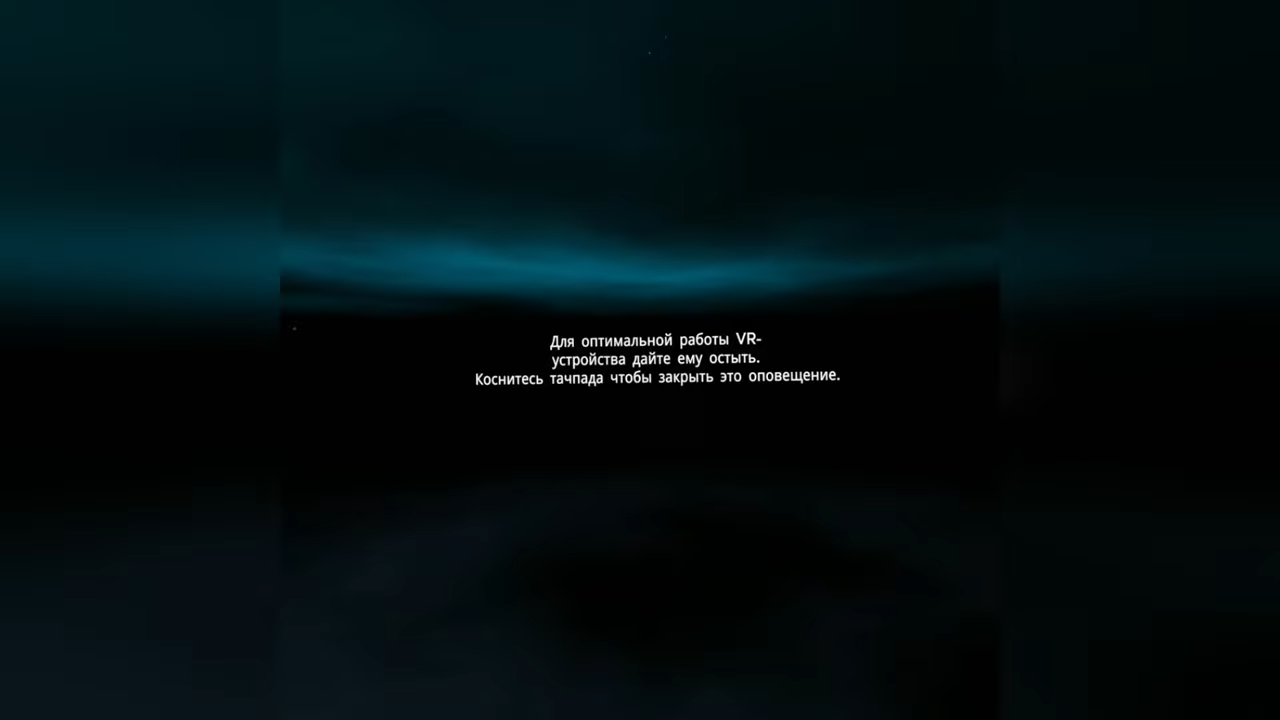 Для оптимальной работы VR-
устройства дайте ему остыть.
Коснитесь тачпада чтобы закрыть это оповещение.